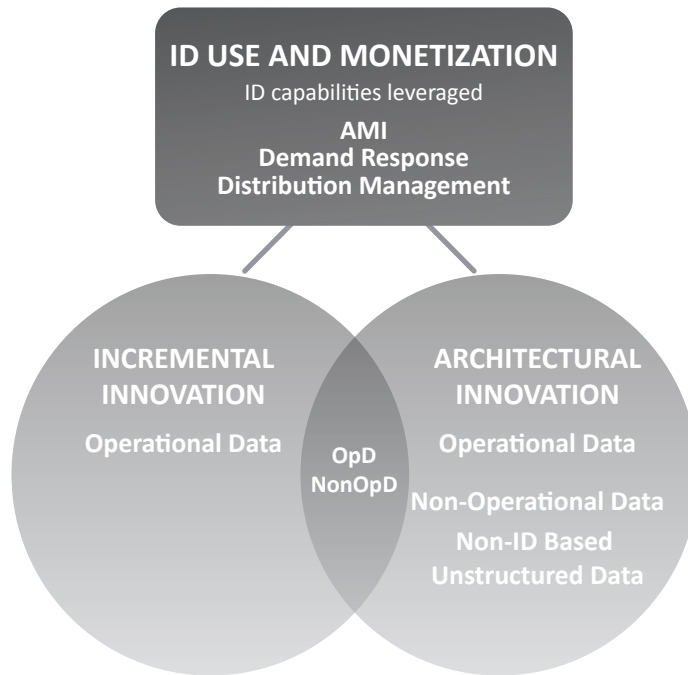 ID USE AND MONETIZATION
ID capabilities leveraged
AMI
Demand Response
Distribution Management
INCREMENTAL
INNOVATION
Operational Data
OpD
NonOpD
ARCHITECTURAL
INNOVATION
Operational Data
Non-Operational Data
Non-ID Based
Unstructured Data